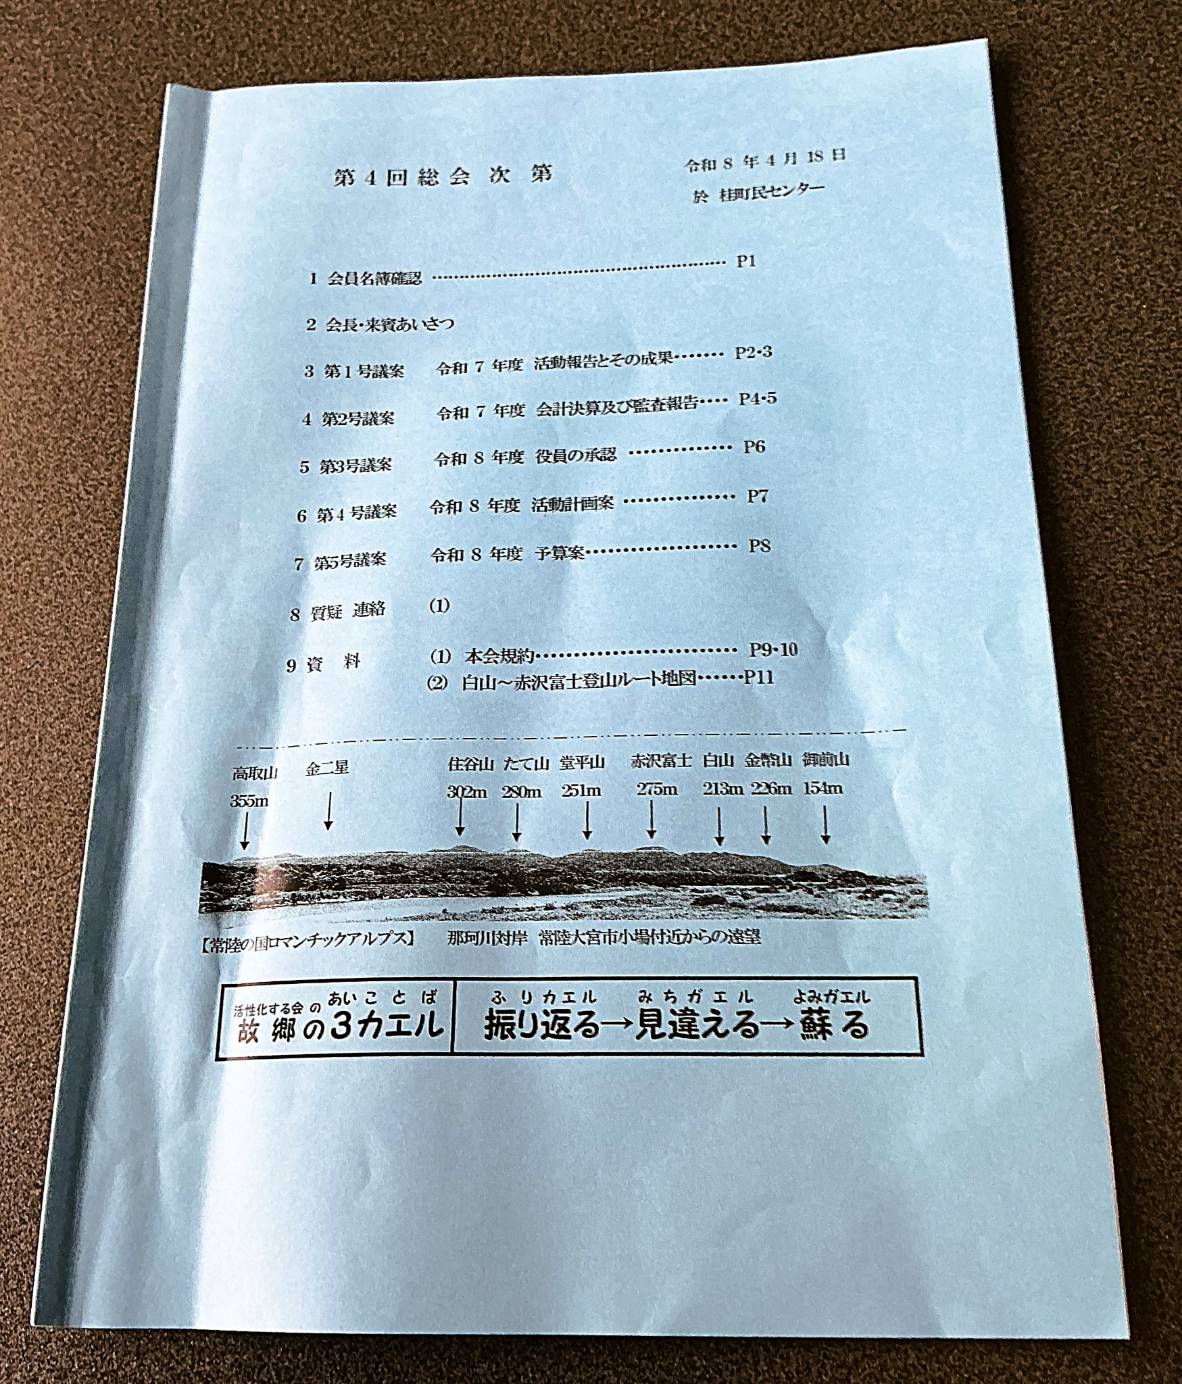 第4回総会 次 第
令和 8 年 4 月 18 日
於 桂町民センター
1 会員名簿確認 ………………………………………………… P1
2 会長・来賓あいさつ
3 第1号議案 令和 7 年度 活動報告とその成果・・・・・・・ P2・3
4 第2号議案 令和 7 年度 会計決算及び監査報告・・・・ P4・5
5 第3号議案 令和 8 年度 役員の承認 ・・・・・・・・・・・・・・ P6
6 第4号議案 令和 8 年度 活動計画案 ・・・・・・・・・・・・・・・ P7
7 第5号議案 令和 8 年度 予算案・・・・・・・・・・・・・・・・・・・・ P8
8 質疑 連絡 (1)
9 資 料 (1) 本会規約・・・・・・・・・・・・・・・・・・・・・・・・・・ P9・10
(2) 白山～赤沢富士登山ルート地図・・・・・・P11
高取山 金二星 住谷山 たて山 堂平山 赤沢富士 白山 金幣山 御前山
355m 302m 280m 251m 275m 213m 226m 154m
【常陸の国ロマンチックアルプス】 那珂川対岸 常陸大宮市小場付近からの遠望
活性化する会の あいことば ふりカエル みちガエル よみガエル
故郷の3カエル 振り返る→見違える→蘇る